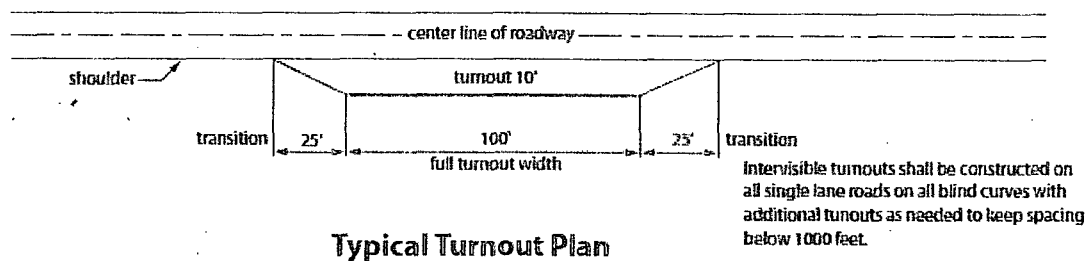 center line of roadway
shoulder
turnout 10'
transition 25' 100' 25' transition
full turnout width
Intervisible turnouts shall be constructed on
all single lane roads on all blind curves with
additional tunouts as needed to keep spacing
below 1000 feet.
Typical Turnout Plan